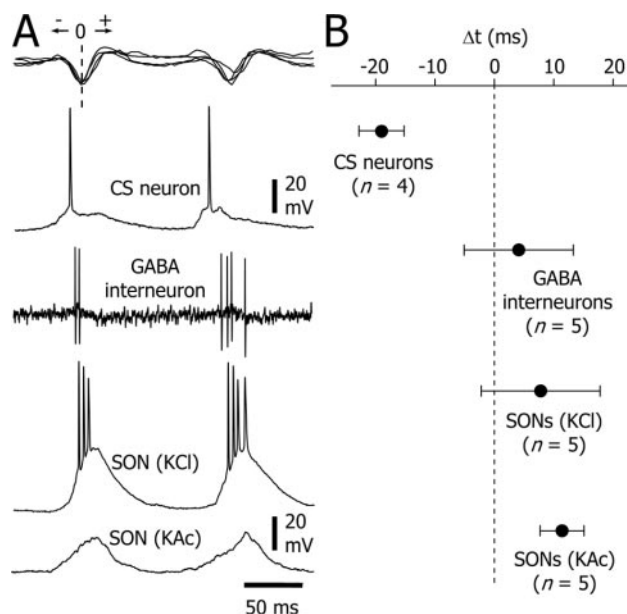 A
- 0 +
CS neuron
20
mV
GABA
interneuron
SON (KCl)
SON (KAc)
20
mV
50 ms
B
Δt (ms)
-20 -10 0 10 20
CS neurons
(n = 4)
GABA
interneurons
(n = 5)
SONs (KCl)
(n = 5)
SONs (KAc)
(n = 5)